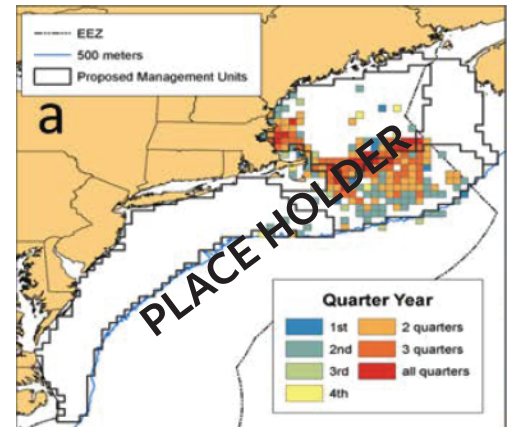 EEZ
500 meters
Proposed Management Units
a
PLACE HOLDER
Quarter Year
1st
2 quarters
2nd
3 quarters
3rd
all quarters
4th